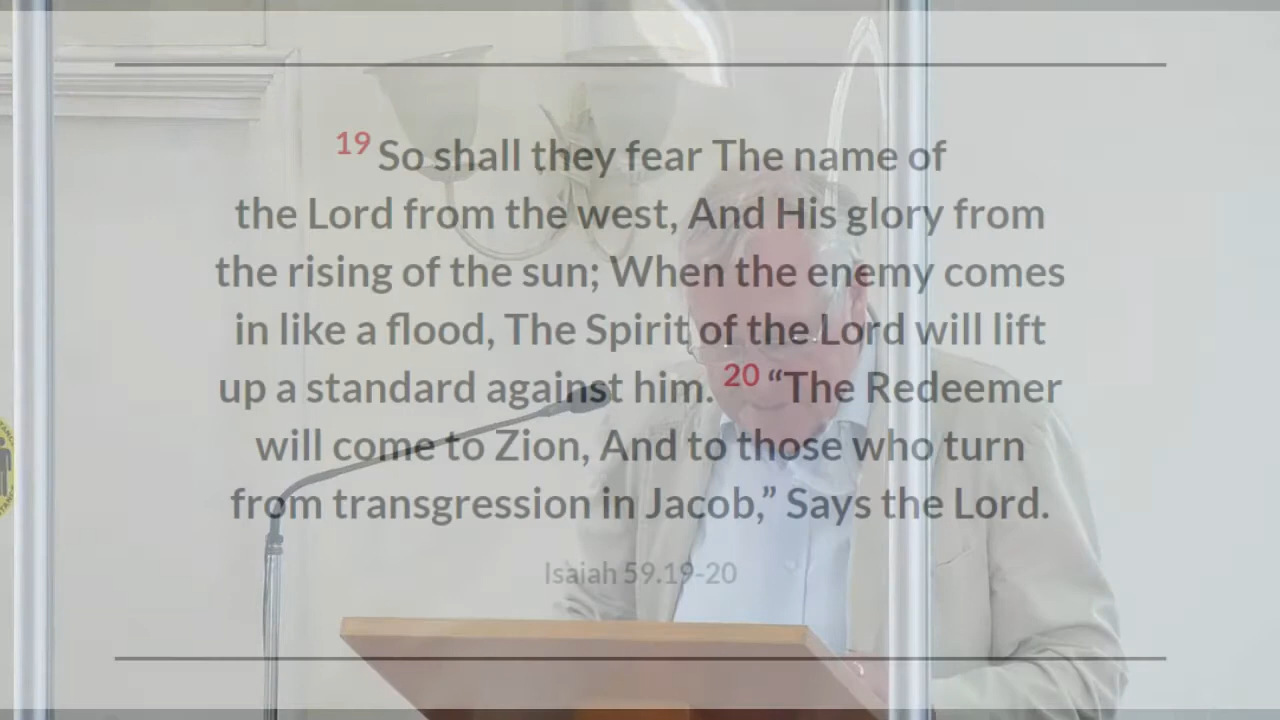 19 So shall they fear The name of
the Lord from the west, And His glory from
the rising of the sun; When the enemy comes
in like a flood, The Spirit of the Lord will lift
up a standard against him. 20 “The Redeemer
will come to Zion, And to those who turn
from transgression in Jacob,” Says the Lord.
Isaiah 59.19-20